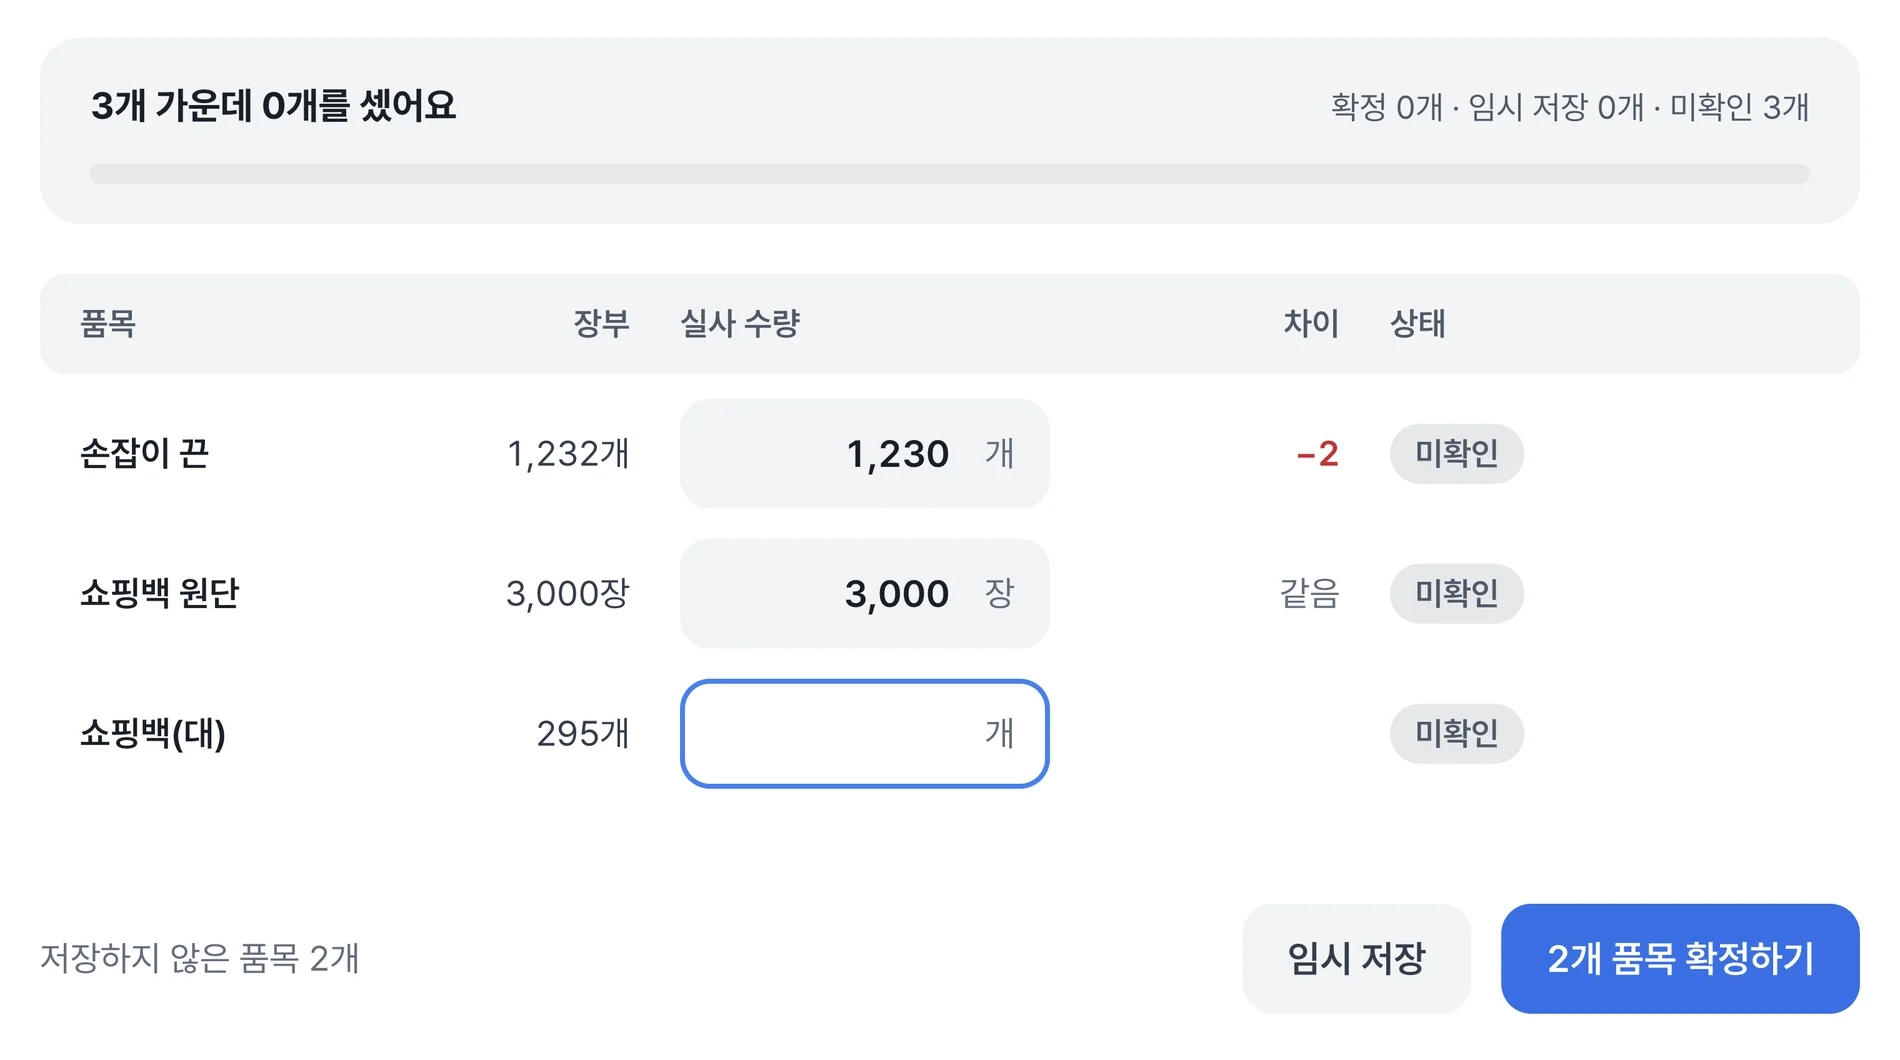 3개 가운데 0개를 셌어요
확정 0개 · 임시 저장 0개 · 미확인 3개
품목 장부 실사 수량 차이 상태
손잡이 끈 1,232개 1,230 개 −2 미확인
쇼핑백 원단 3,000장 3,000 장 같음 미확인
쇼핑백(대) 295개 개 미확인
저장하지 않은 품목 2개 임시 저장 2개 품목 확정하기